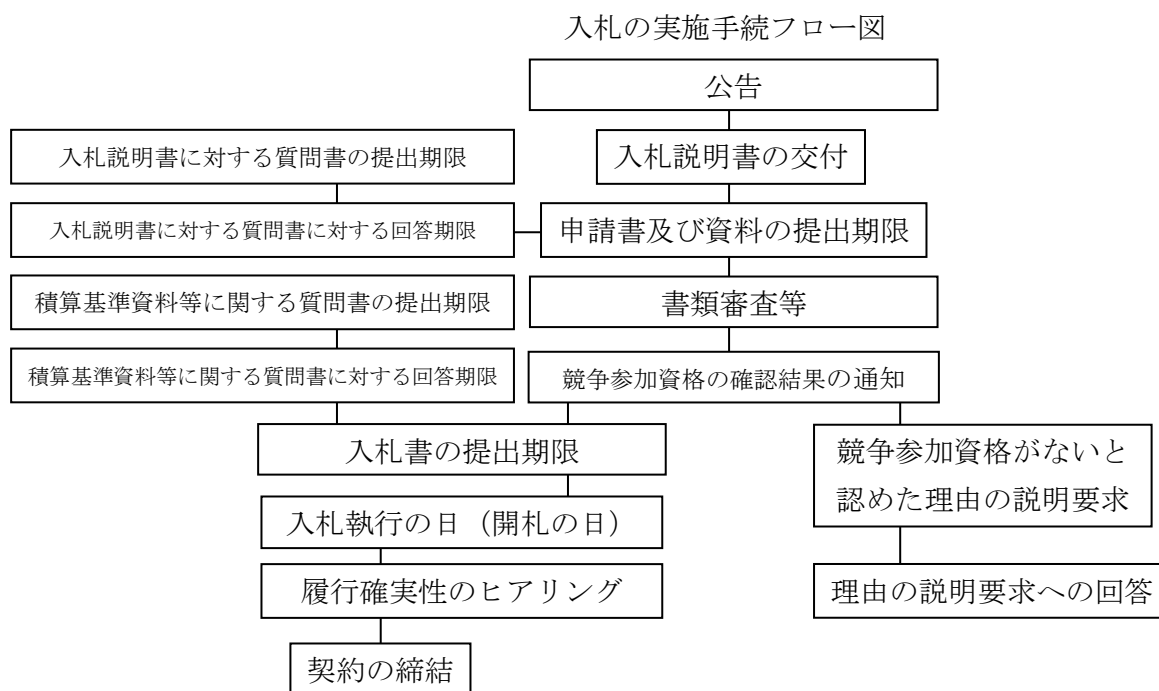 入札の実施手続フロー図
公告
入札説明書に対する質問書の提出期限
入札説明書の交付
入札説明書に対する質問書に対する回答期限
申請書及び資料の提出期限
積算基準資料等に関する質問書の提出期限
書類審査等
積算基準資料等に関する質問書に対する回答期限
競争参加資格の確認結果の通知
入札書の提出期限
競争参加資格がないと
認めた理由の説明要求
入札執行の日（開札の日）
履行確実性のヒアリング
理由の説明要求への回答
契約の締結